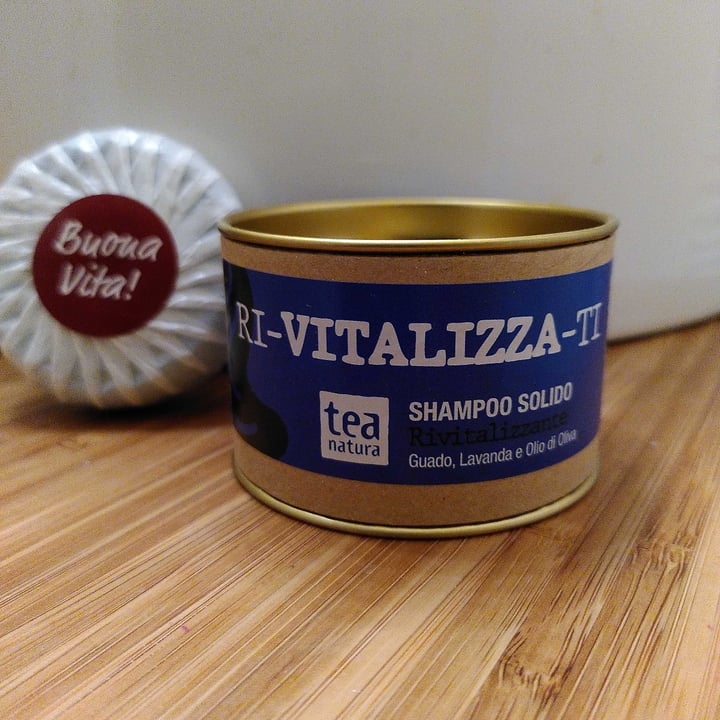 Buona
Vita!
RI-VITALIZZA-TI
tea
natura
SHAMPOO SOLIDO
Rivitalizzante
Guado, Lavanda e Olio di Oliva